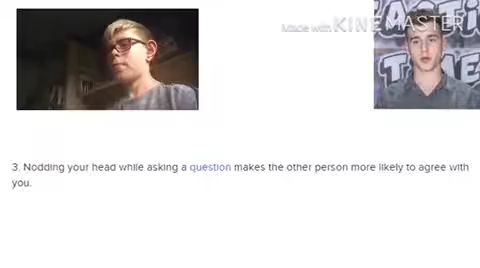 Made with KINEMASTER
3. Nodding your head while asking a question makes the other person more likely to agree with
you.